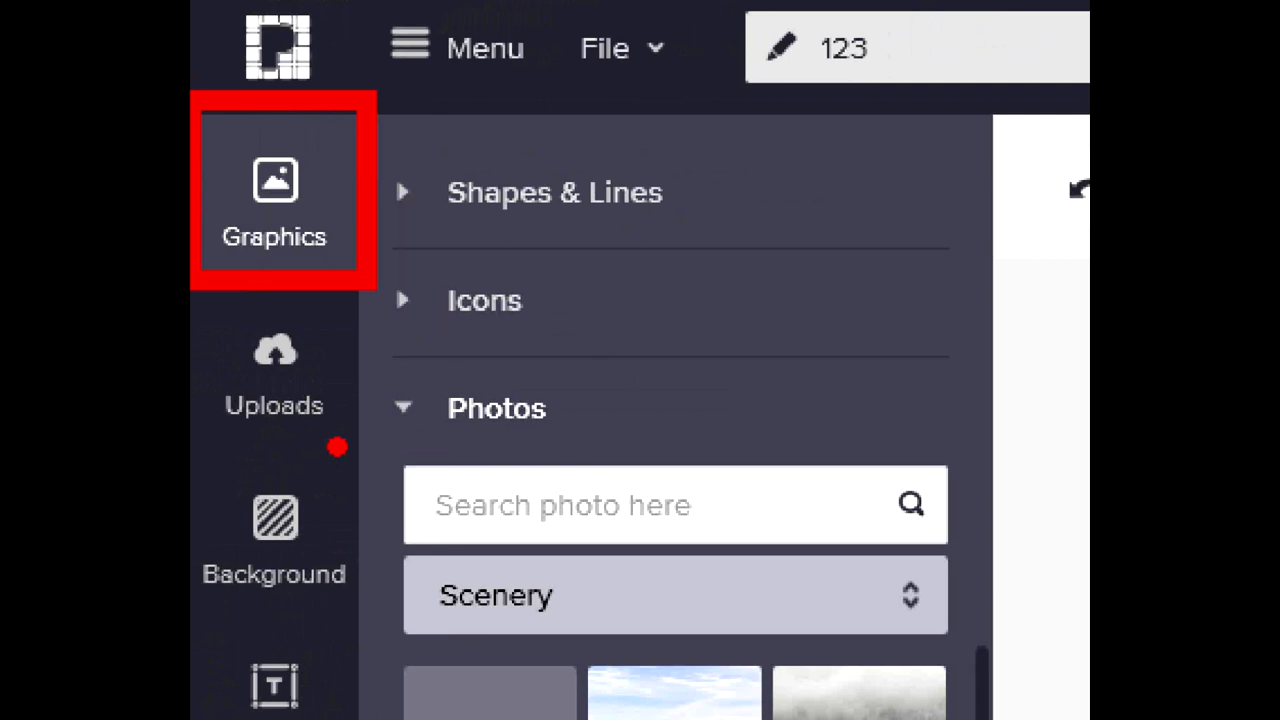 Menu
File
123
Graphics
Shapes & Lines
Icons
Uploads
Photos
Search photo here
Background
Scenery
T